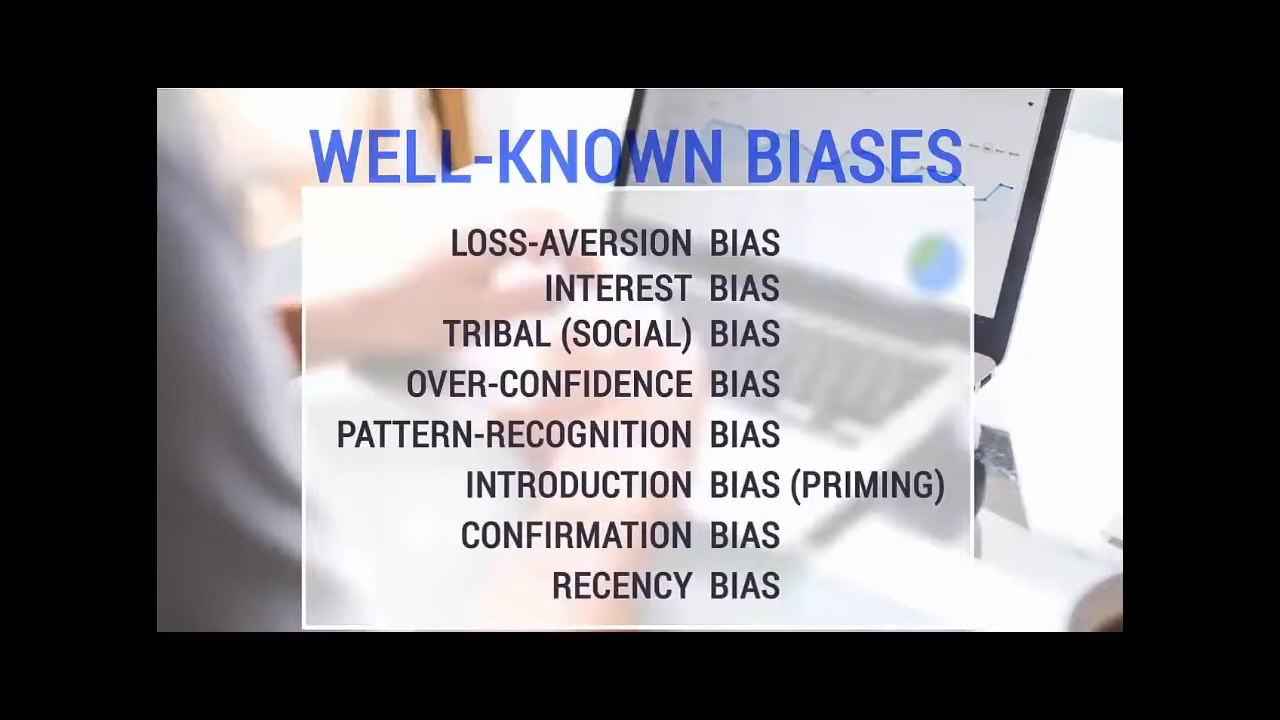 WELL-KNOWN BIASES
LOSS-AVERSION BIAS
INTEREST BIAS
TRIBAL (SOCIAL) BIAS
OVER-CONFIDENCE BIAS
PATTERN-RECOGNITION BIAS
INTRODUCTION BIAS (PRIMING)
CONFIRMATION BIAS
RECENCY BIAS